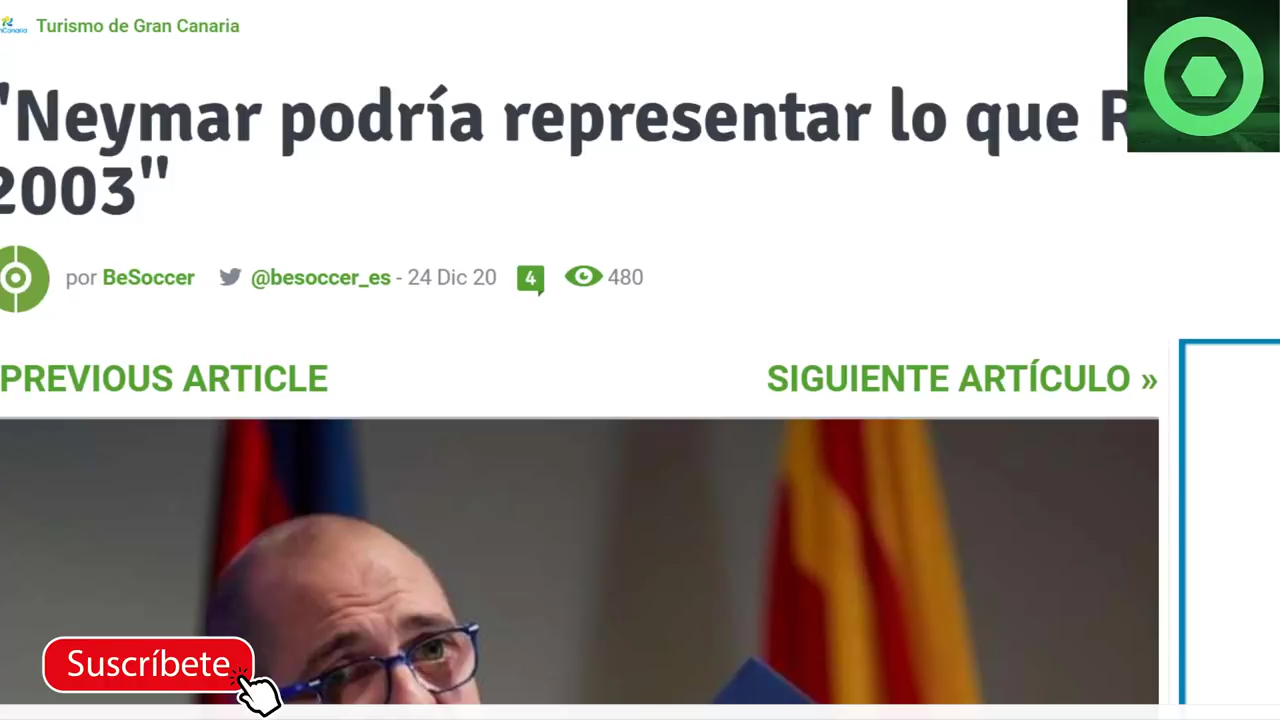 Turismo de Gran Canaria
"Neymar podría representar lo que
2003"
por BeSoccer @besoccer_es - 24 Dic 20 4 480
PREVIOUS ARTICLE SIGUIENTE ARTÍCULO »
Suscríbete